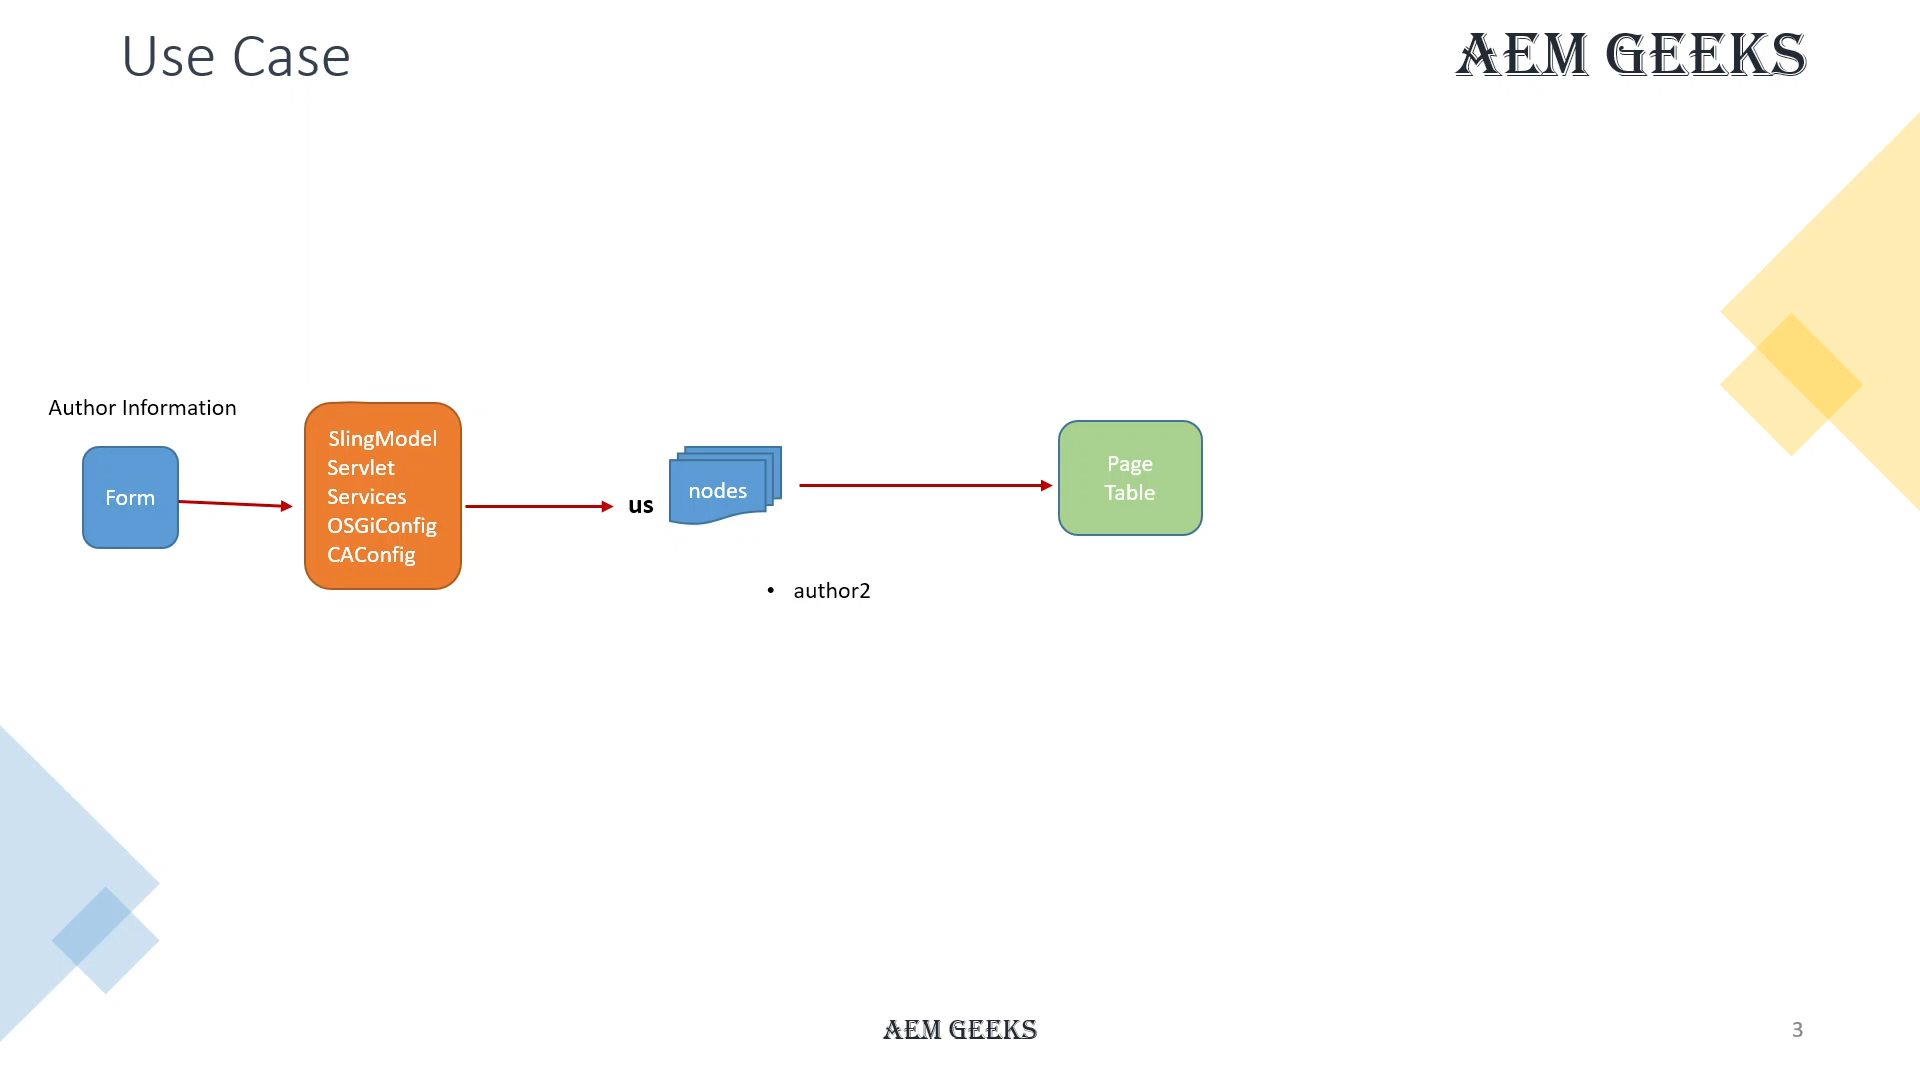 Use Case
AEM GEEKS
Author Information
Form
SlingModel
Servlet
Services
OSGiConfig
CAConfig
us
nodes
author2
Page
Table
AEM GEEKS
3